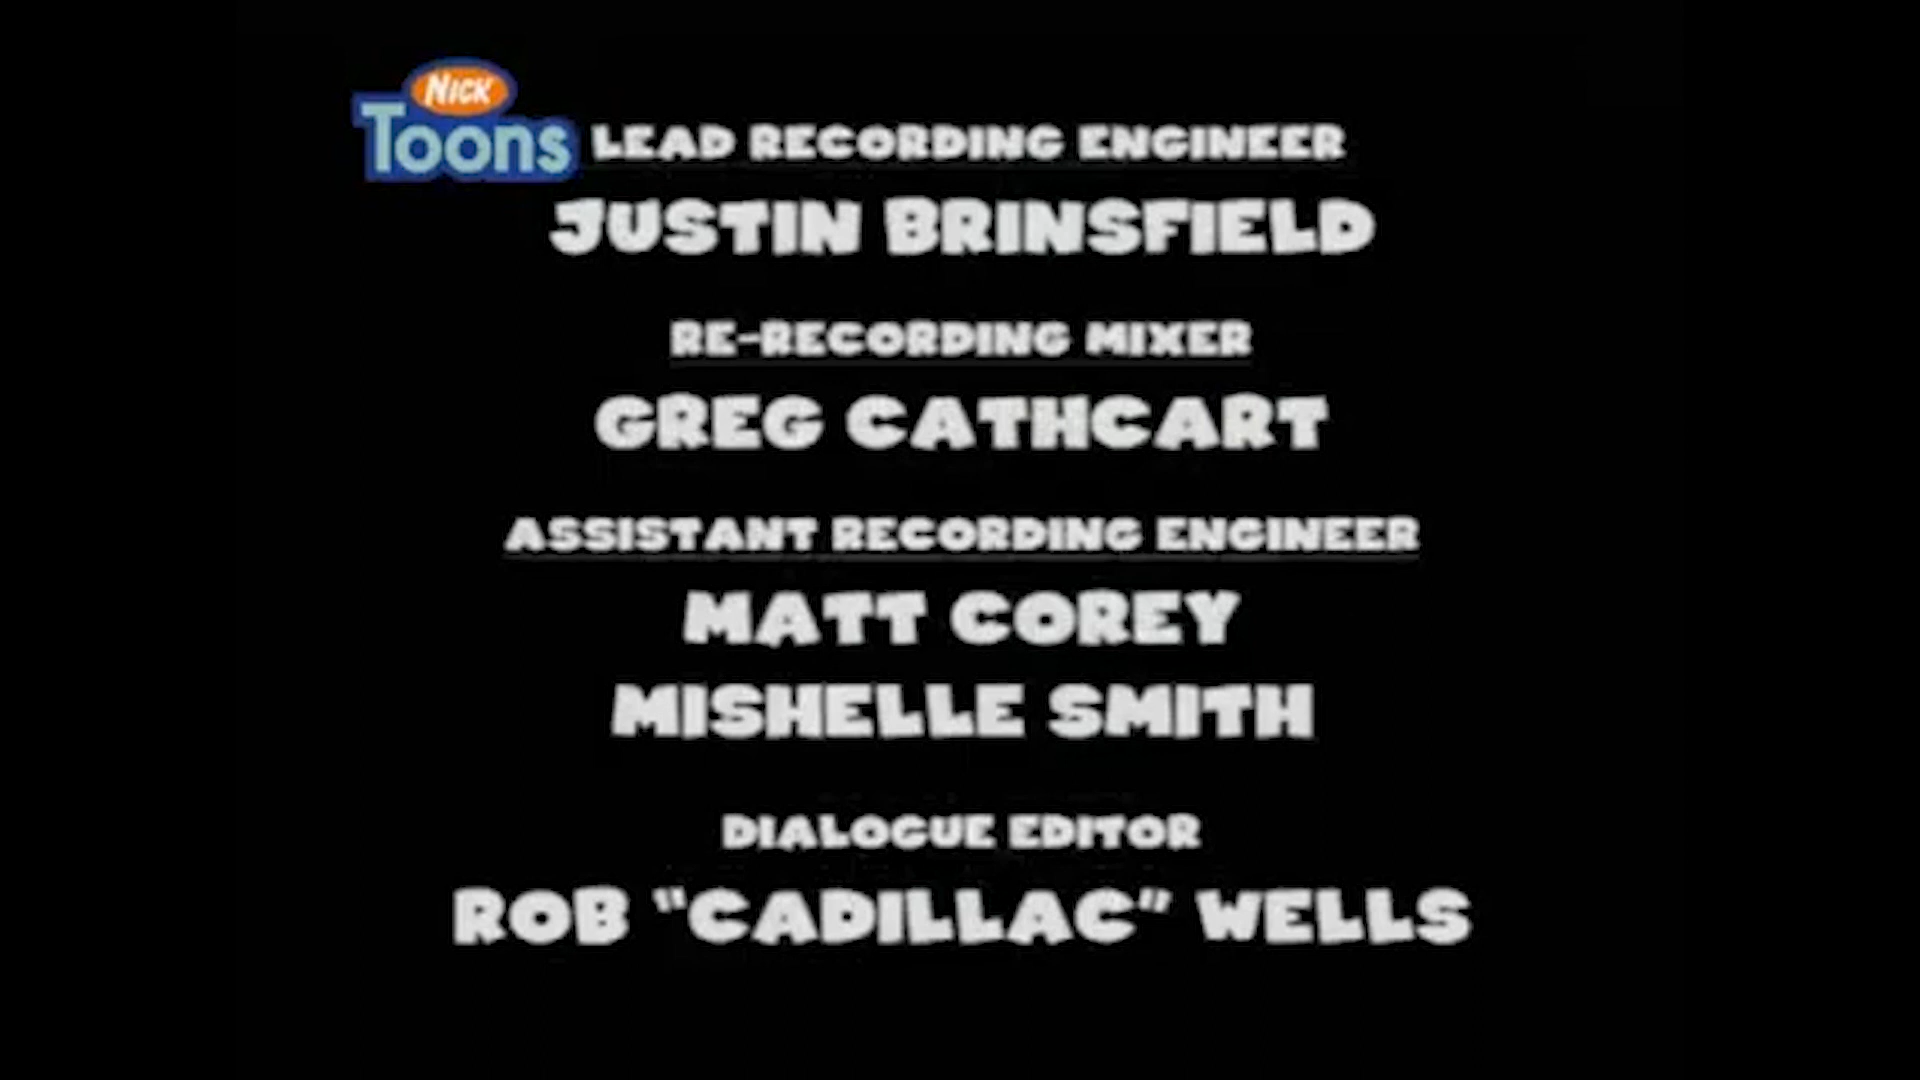 NICK
Toons
LEAD RECORDING ENGINEER
JUSTIN BRINSFIELD
RE-RECORDING MIXER
GREG CATHCART
ASSISTANT RECORDING ENGINEER
MATT COREY
MISHELLE SMITH
DIALOGUE EDITOR
ROB "CADILLAC" WELLS